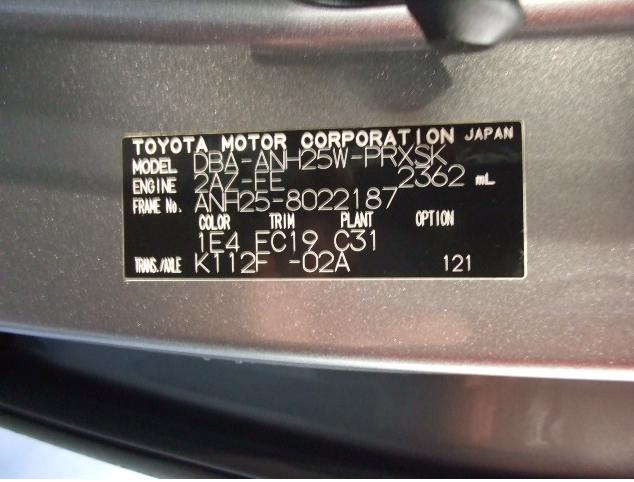 TOYOTA MOTOR CORPORATION JAPAN
MODEL DBA-ANH25W-PRXSK
ENGINE 2AZ-FE 2362 mL
FRAME No. ANH25-8022187
COLOR TRIM PLANT OPTION
1E4 FC19 C31
TRANS./AXLE K112F -02A 121